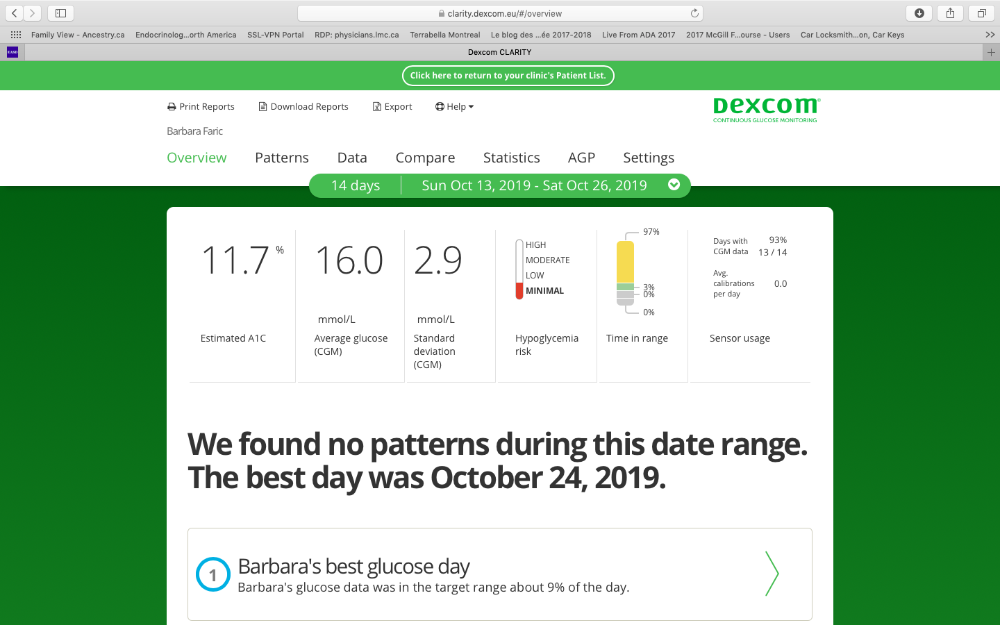 clarity.dexcom.eu/#/overview
Family View - Ancestry.ca Endocrinolog...orth America SSL-VPN Portal RDP: physicians.lmc.ca Terrabella Montreal Le blog des ...ée 2017-2018 Live From ADA 2017 2017 McGill F...ourse - Users Car Locksmith...on, Car Keys
EASD Dexcom CLARITY
Click here to return to your clinic's Patient List.
Print Reports Download Reports Export Help
Dexcom®
CONTINUOUS GLUCOSE MONITORING
Barbara Faric
Overview Patterns Data Compare Statistics AGP Settings
14 days Sun Oct 13, 2019 - Sat Oct 26, 2019
11.7 %
Estimated A1C
16.0
mmol/L
Average glucose
(CGM)
2.9
mmol/L
Standard
deviation
(CGM)
HIGH
MODERATE
LOW
MINIMAL
Hypoglycemia
risk
97%
3%
0%
0%
Time in range
Days with
CGM data
93%
13 / 14
Avg.
calibrations
per day
0.0
Sensor usage
We found no patterns during this date range.
The best day was October 24, 2019.
1
Barbara's best glucose day
Barbara's glucose data was in the target range about 9% of the day.